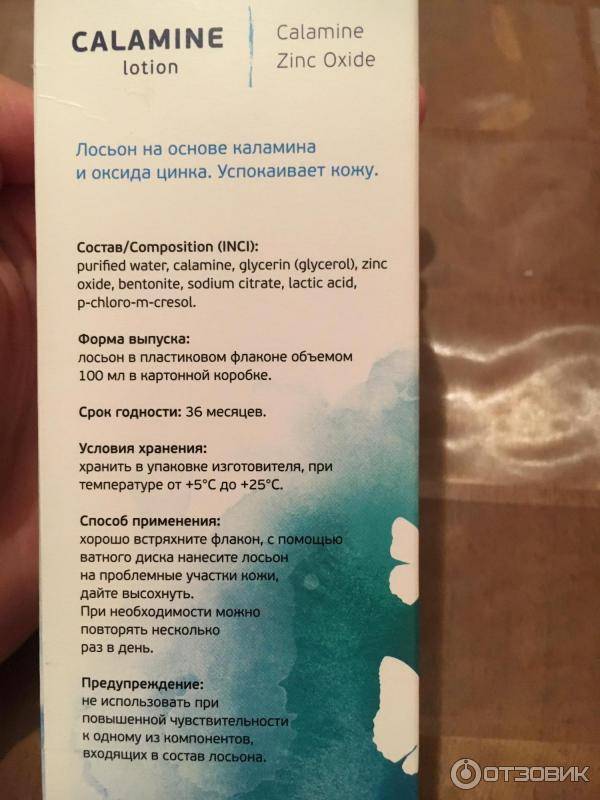 CALAMINE
lotion
Calamine
Zinc Oxide
Лосьон на основе каламина
и оксида цинка. Успокаивает кожу.
Состав/Composition (INCI):
purified water, calamine, glycerin (glycerol), zinc
oxide, bentonite, sodium citrate, lactic acid,
p-chloro-m-cresol.
Форма выпуска:
лосьон в пластиковом флаконе объемом
100 мл в картонной коробке.
Срок годности: 36 месяцев.
Условия хранения:
хранить в упаковке изготовителя, при
температуре от +5°С до +25°С.
Способ применения:
хорошо встряхните флакон, с помощью
ватного диска нанесите лосьон
на проблемные участки кожи,
дайте высохнуть.
При необходимости можно
повторять несколько
раз в день.
Предупреждение:
не использовать при
повышенной чувствительности
к одному из компонентов,
входящих в состав лосьона.
ОТЗОВИК